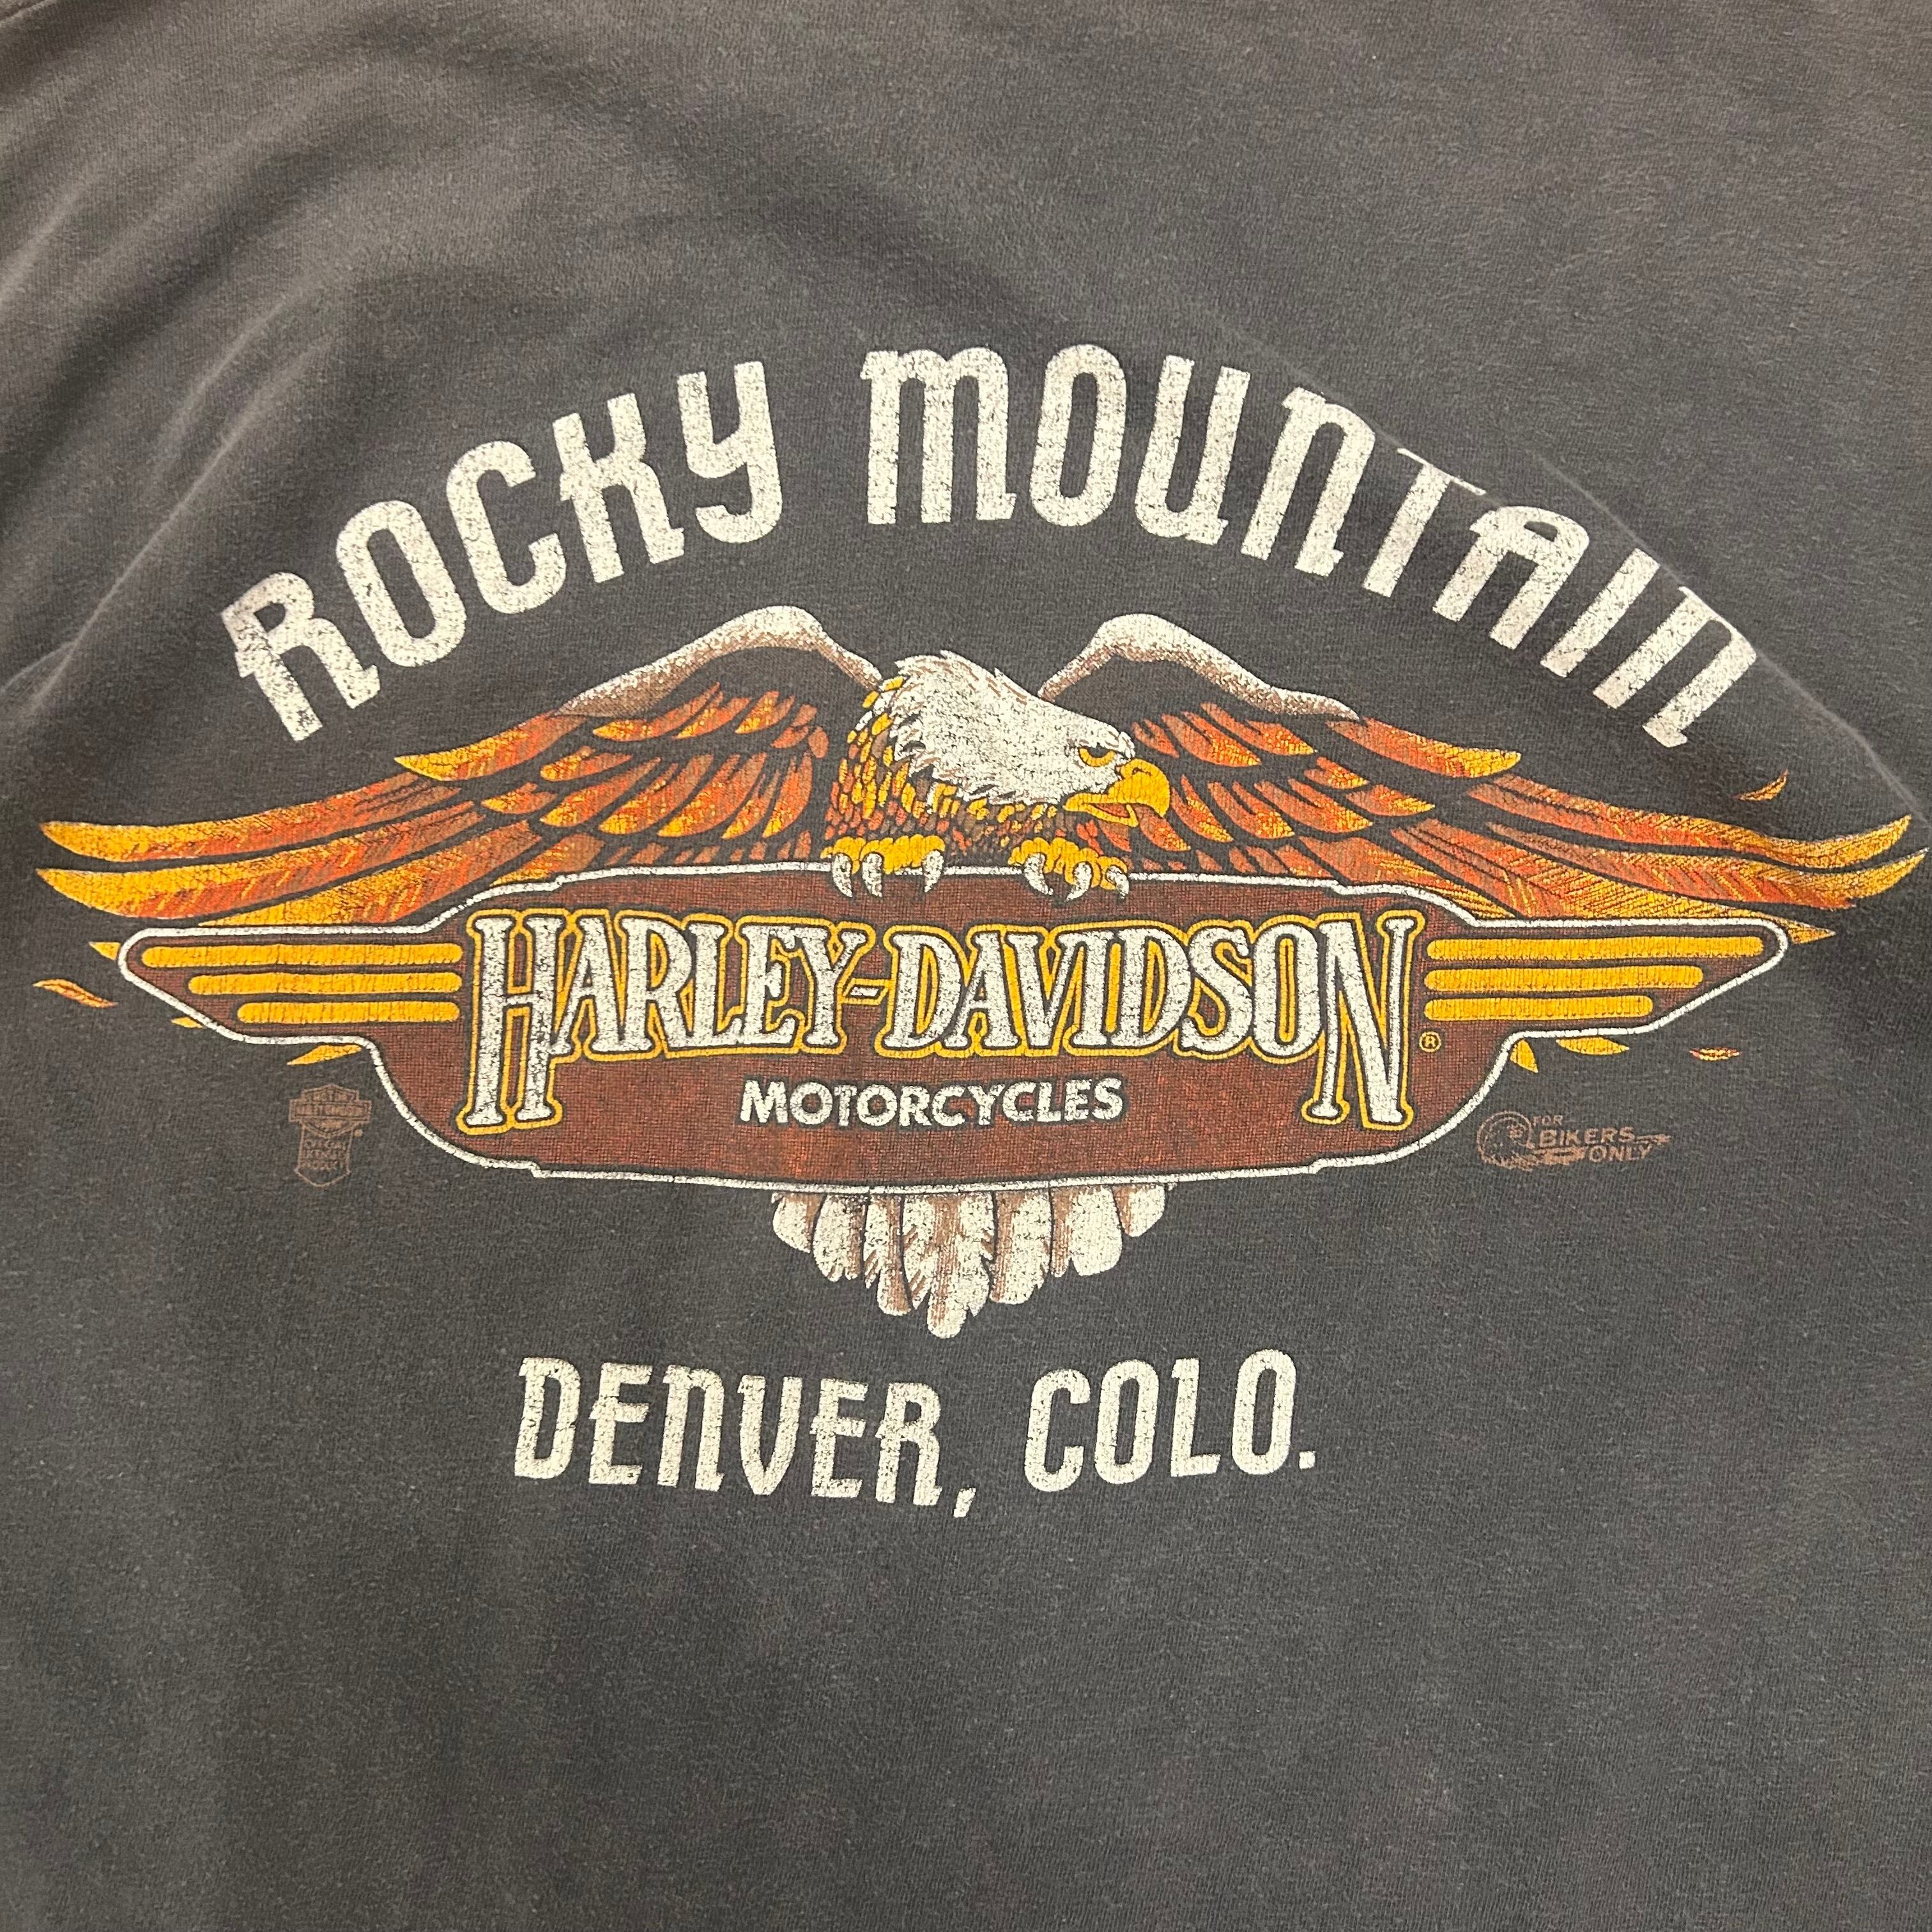 ROCKY MOUNTAIN
HARLEY-DAVIDSON®
MOTORCYCLES
FOR
BIKERS
ONLY
DENVER, COLO.